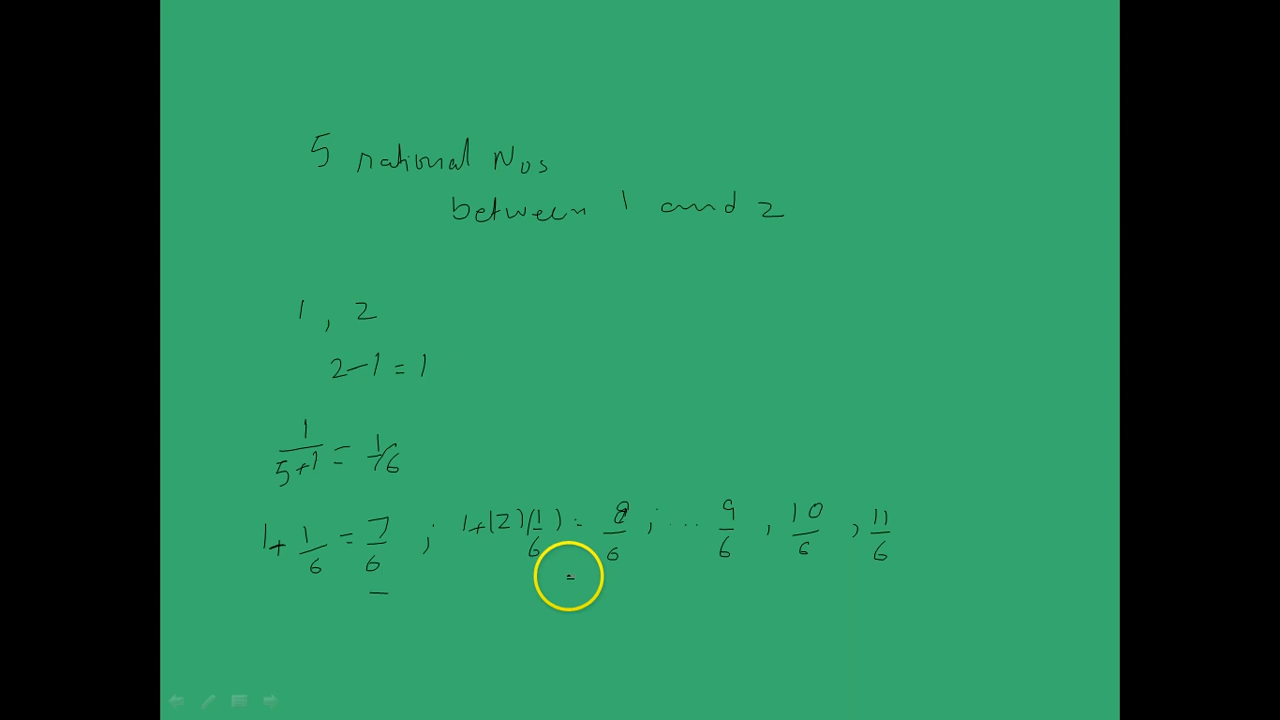 5 rational Nos
between 1 and 2
1, 2
2-1 = 1
1/(5+1) = 1/6
1+1/6 = 7/6 ; 1+(2)(1/6) = 8/6 ; ... 9/6 , 10/6 , 11/6